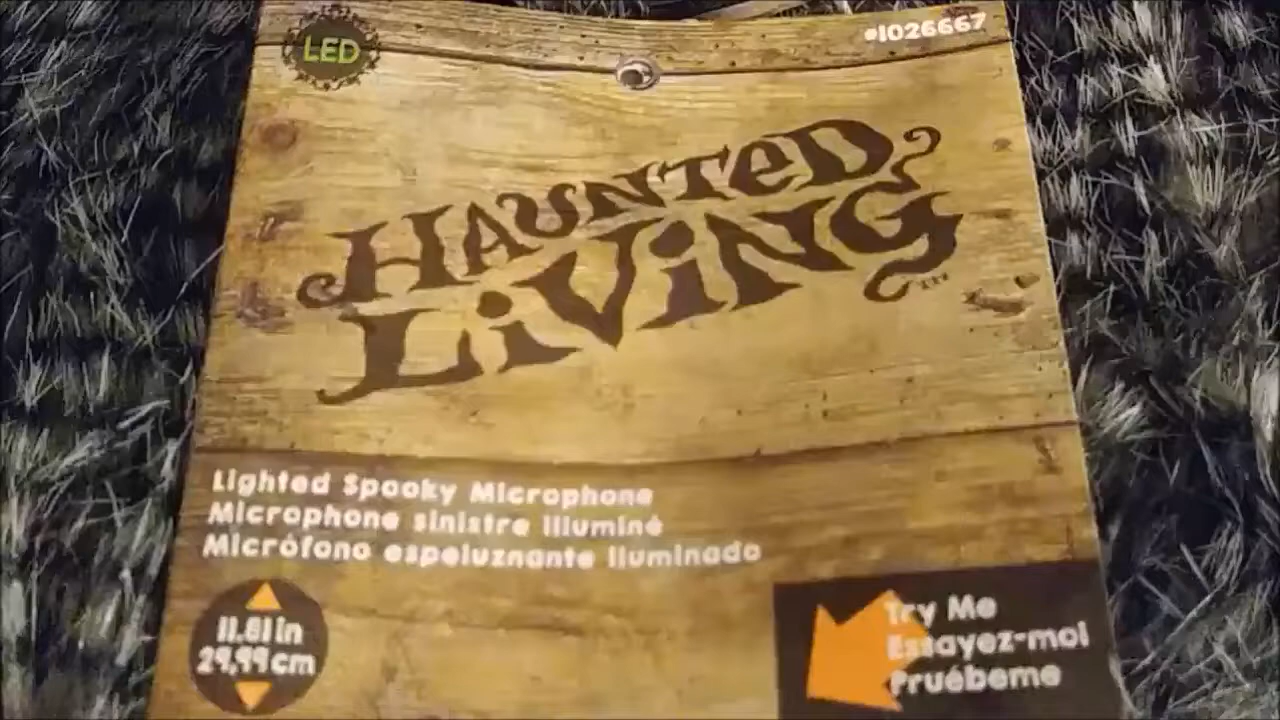 LED
#1026667
HAUNTED
LiViNG
Lighted Spooky Microphone
Microphone sinistre illuminé
Micrófono espeluznante iluminado
11.81 in
29,99 cm
Try Me
Essayez-moi
Pruébeme